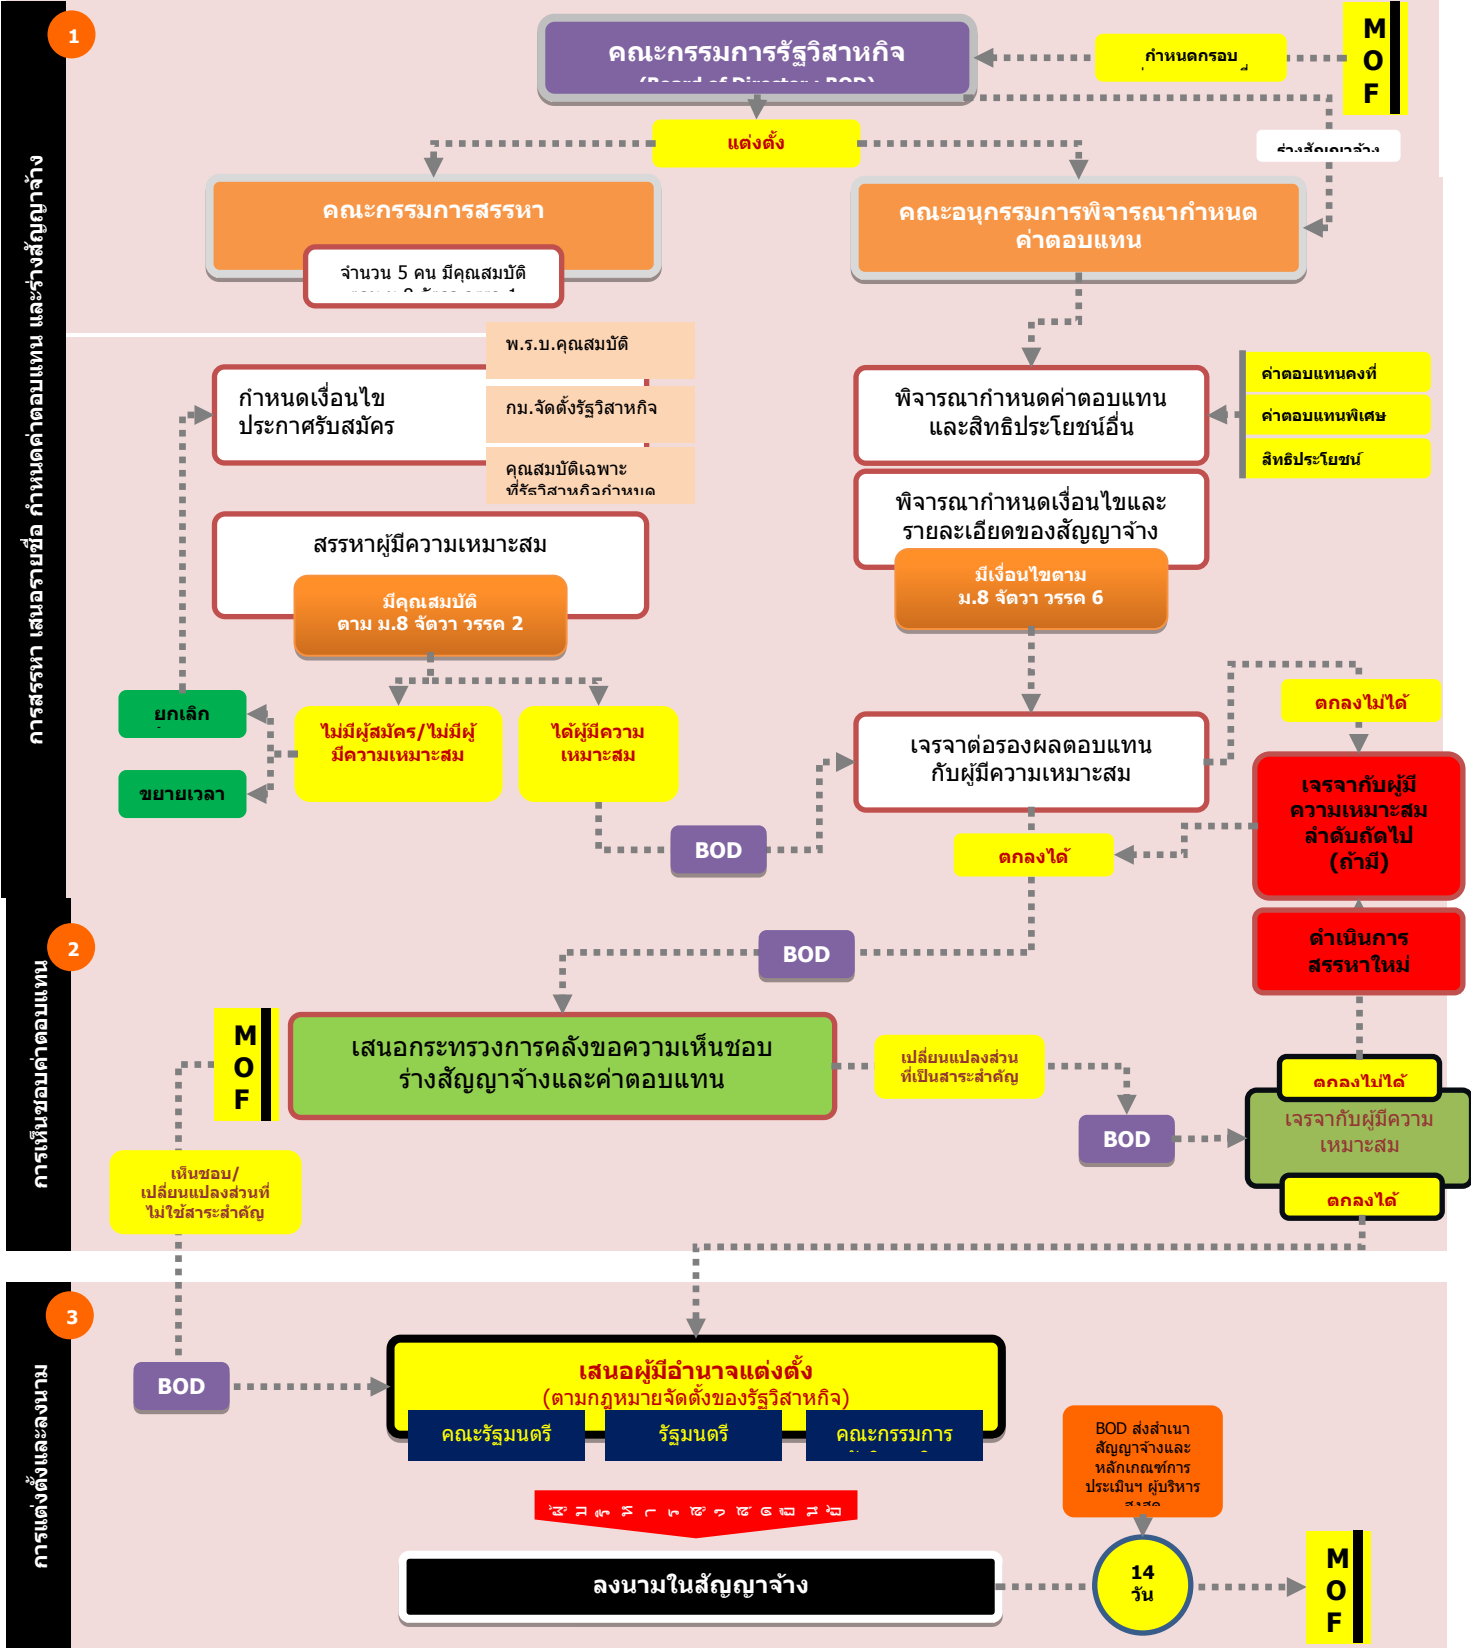 1
การสรรหา เสนอรายชื่อ กำหนดค่าตอบแทน และร่างสัญญาจ้าง
คณะกรรมการรัฐวิสาหกิจ
(Board of Directory : BOD)
กำหนดกรอบ
M
O
F
แต่งตั้ง
ร่างสัญญาจ้าง
คณะกรรมการสรรหา
จำนวน 5 คน มีคุณสมบัติ
คณะอนุกรรมการพิจารณากำหนด
ค่าตอบแทน
กำหนดเงื่อนไข
ประกาศรับสมัคร
พ.ร.บ.คุณสมบัติ
กม.จัดตั้งรัฐวิสาหกิจ
คุณสมบัติเฉพาะ
ที่รัฐวิสาหกิจกำหนด
พิจารณากำหนดค่าตอบแทน
และสิทธิประโยชน์อื่น
ค่าตอบแทนคงที่
ค่าตอบแทนพิเศษ
สิทธิประโยชน์
พิจารณากำหนดเงื่อนไขและ
รายละเอียดของสัญญาจ้าง
มีเงื่อนไขตาม
ม.8 จัตวา วรรค 6
สรรหาผู้มีความเหมาะสม
มีคุณสมบัติ
ตาม ม.8 จัตวา วรรค 2
ยกเลิก
ขยายเวลา
ไม่มีผู้สมัคร/ไม่มีผู้
มีความเหมาะสม
ได้ผู้มีความ
เหมาะสม
BOD
เจรจาต่อรองผลตอบแทน
กับผู้มีความเหมาะสม
ตกลงไม่ได้
เจรจากับผู้มี
ความเหมาะสม
ลำดับถัดไป
(ถ้ามี)
ตกลงได้
2
การเห็นชอบค่าตอบแทน
BOD
ดำเนินการ
สรรหาใหม่
M
O
F
เสนอกระทรวงการคลังขอความเห็นชอบ
ร่างสัญญาจ้างและค่าตอบแทน
เปลี่ยนแปลงส่วน
ที่เป็นสาระสำคัญ
BOD
ตกลงไม่ได้
เจรจากับผู้มีความ
เหมาะสม
ตกลงได้
เห็นชอบ/
เปลี่ยนแปลงส่วนที่
ไม่ใช้สาระสำคัญ
3
การแต่งตั้งและลงนาม
BOD
เสนอผู้มีอำนาจแต่งตั้ง
(ตามกฎหมายจัดตั้งของรัฐวิสาหกิจ)
คณะรัฐมนตรี
รัฐมนตรี
คณะกรรมการ
BOD ส่งสำเนา
สัญญาจ้างและ
หลักเกณฑ์การ
ประเมินฯ ผู้บริหาร
สูงสุด
ลงนามในสัญญาจ้าง
14
วัน
M
O
F